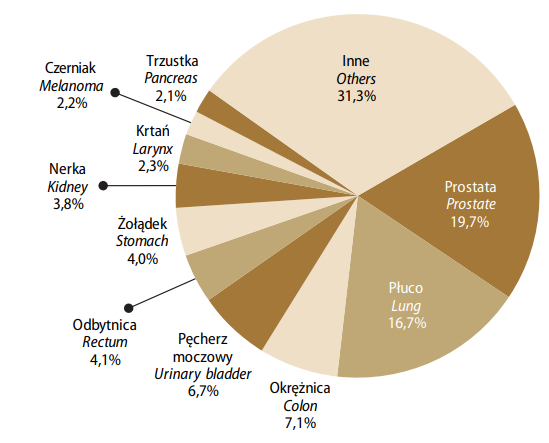 Inne
Others
31,3%
Prostata
Prostate
19,7%
Płuco
Lung
16,7%
Okrężnica
Colon
7,1%
Pęcherz
moczowy
Urinary bladder
6,7%
Odbytnica
Rectum
4,1%
Żołądek
Stomach
4,0%
Nerka
Kidney
3,8%
Krtań
Larynx
2,3%
Czerniak
Melanoma
2,2%
Trzustka
Pancreas
2,1%